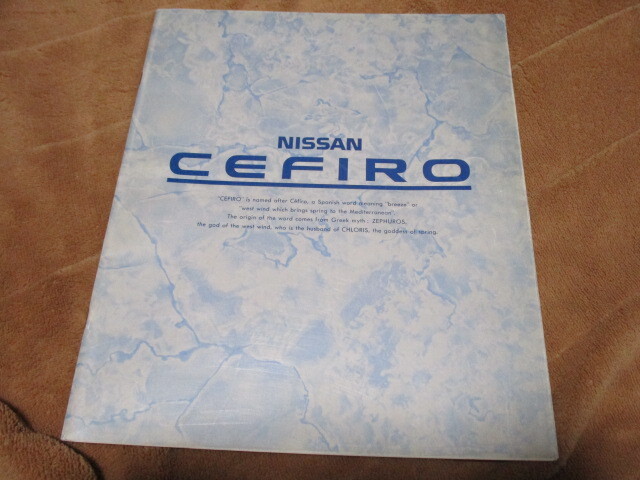 NISSAN
CEFIRO
"CEFIRO" is named after Céfiro, a Spanish word meaning "breeze" or
"west wind which brings spring to the Mediterranean".
The origin of the word comes from Greek myth : ZEPHUROS,
the god of the west wind, who is the husband of CHLORIS, the goddess of spring.